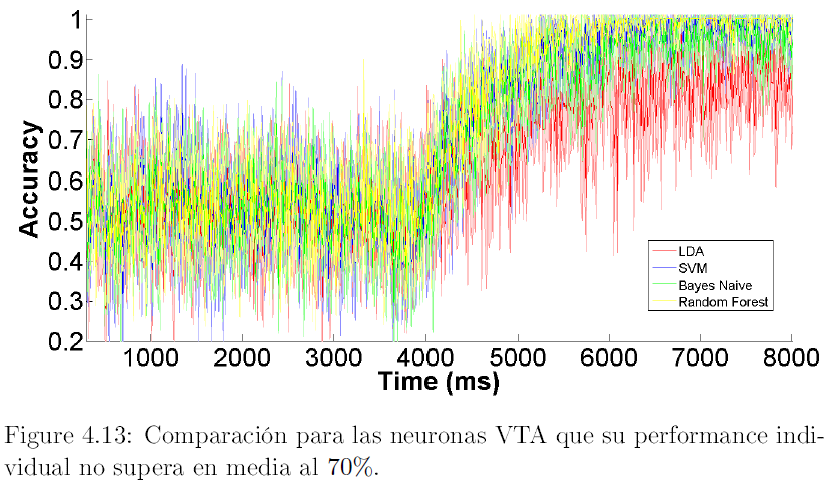 1
0.9
0.8
0.7
0.6
0.5
0.4
0.3
0.2
Accuracy
LDA
SVM
Bayes Naive
Random Forest
1000 2000 3000 4000 5000 6000 7000 8000
Time (ms)
Figure 4.13: Comparación para las neuronas VTA que su performance indi-
vidual no supera en media al 70%.